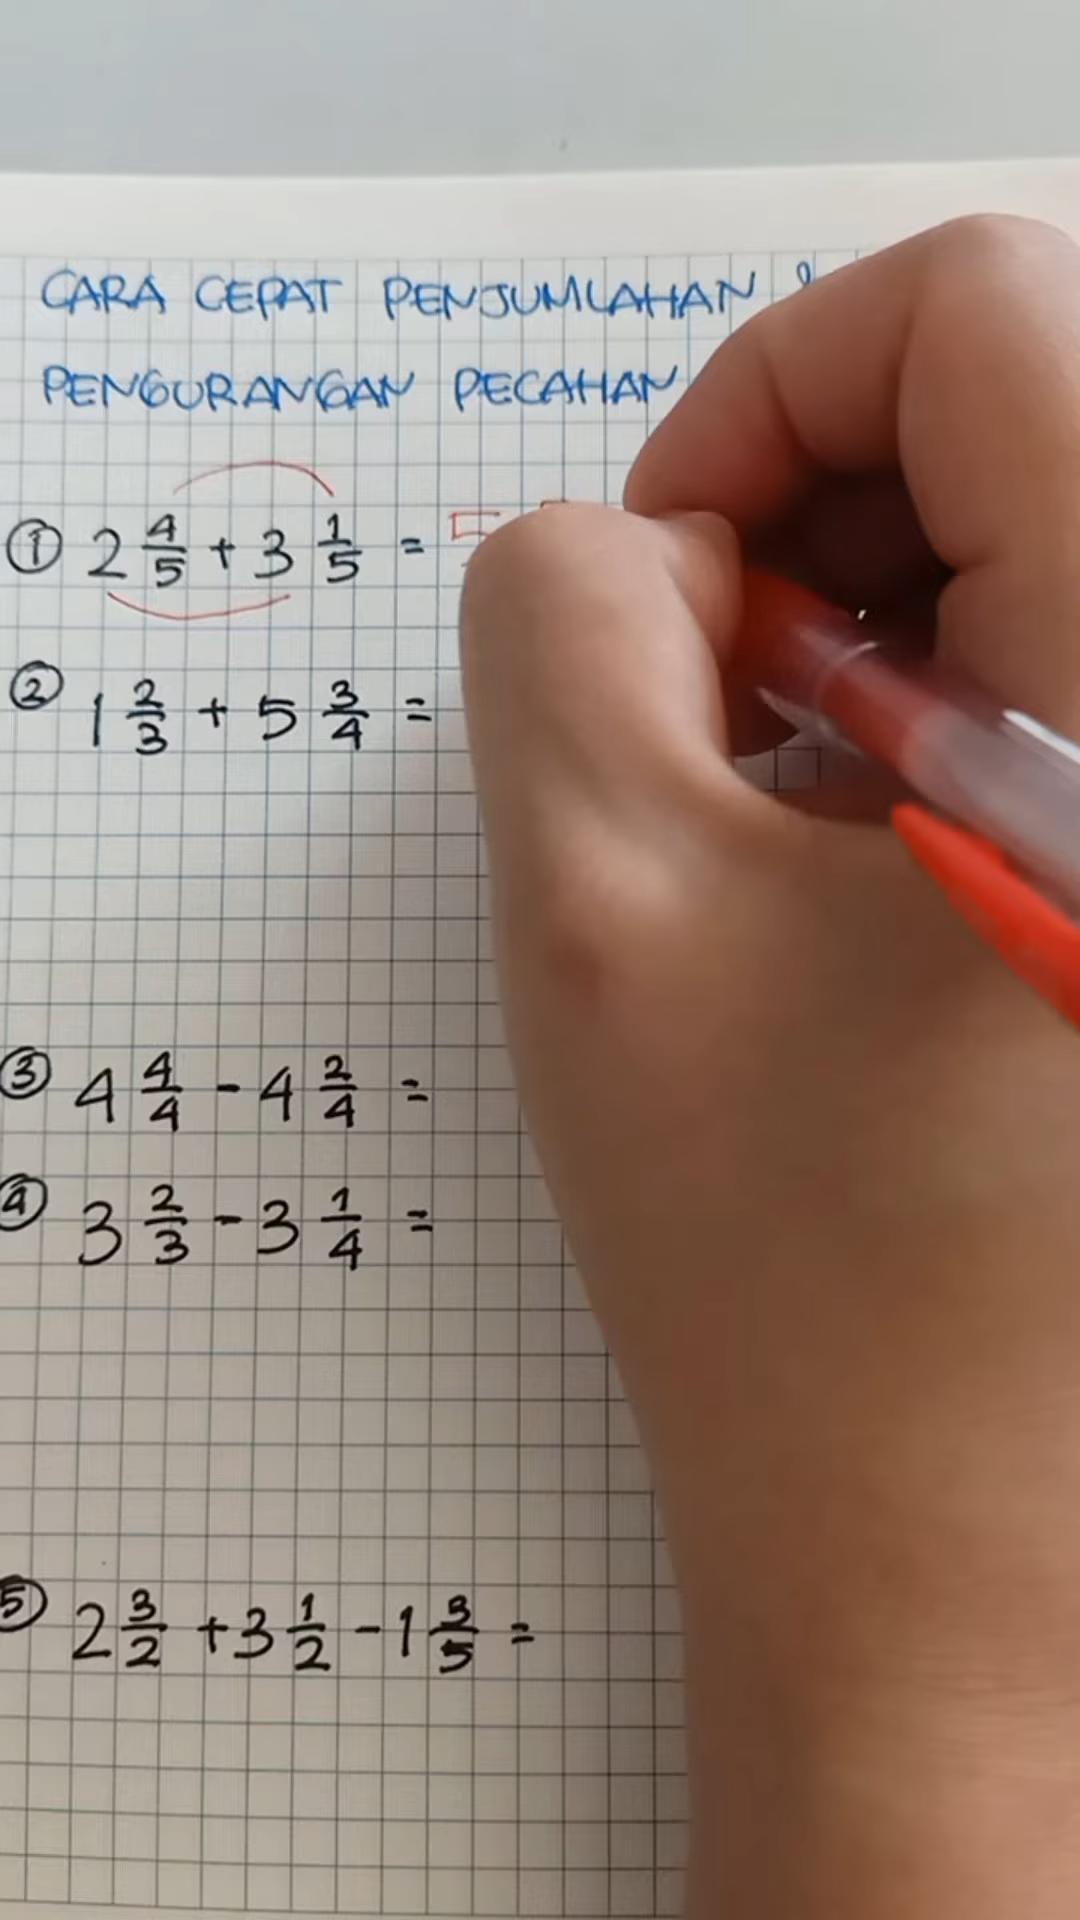 CARA CEPAT PENJUMLAHAN &
PENGURANGAN PECAHAN
① 2 4/5 + 3 1/5 = 5
② 1 2/3 + 5 3/4 =
③ 4 4/4 - 4 2/4 =
④ 3 2/3 - 3 1/4 =
⑤ 2 3/2 + 3 1/2 - 1 3/5 =